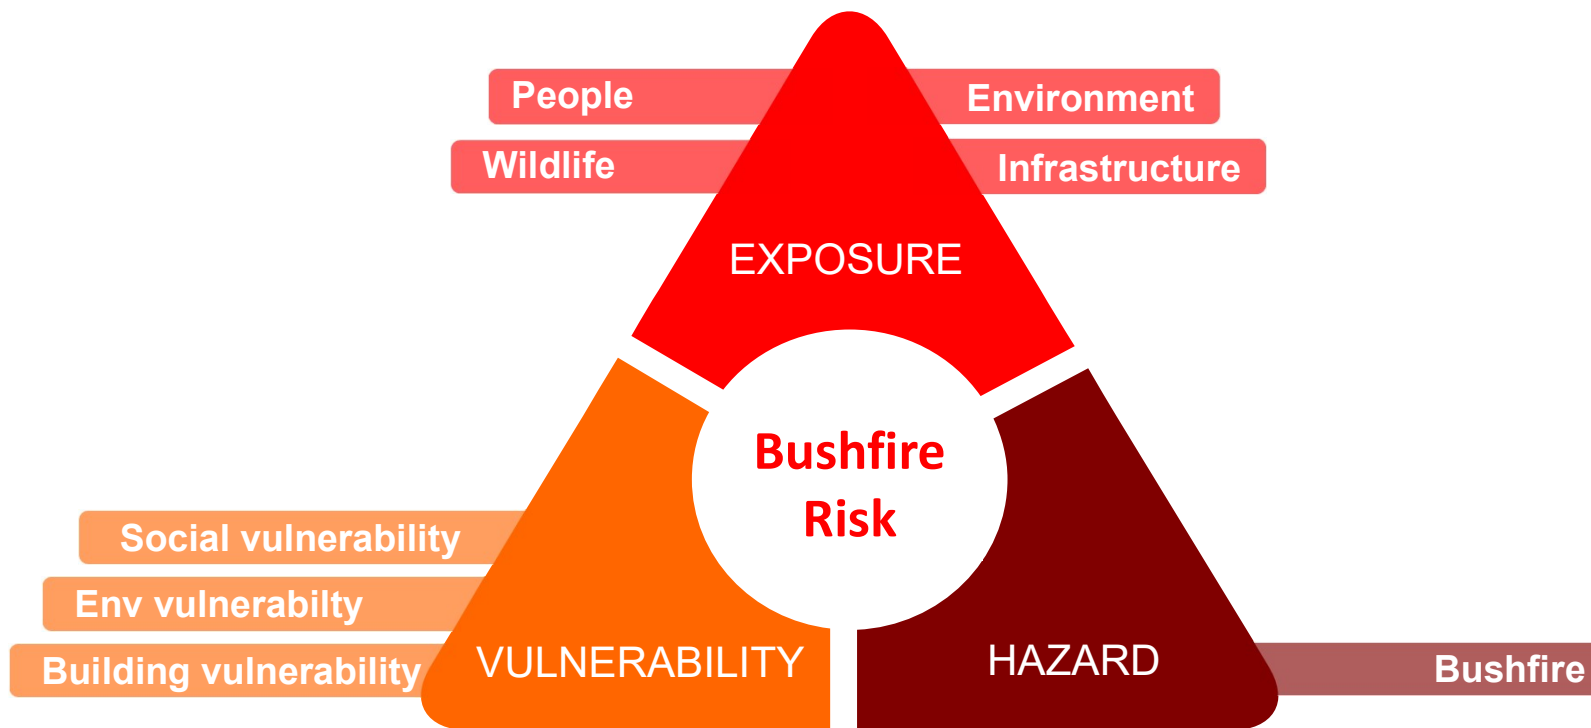 People
Environment
Wildlife
Infrastructure
EXPOSURE
Bushfire
Risk
Social vulnerability
Env vulnerabilty
Building vulnerability
VULNERABILITY
HAZARD
Bushfire